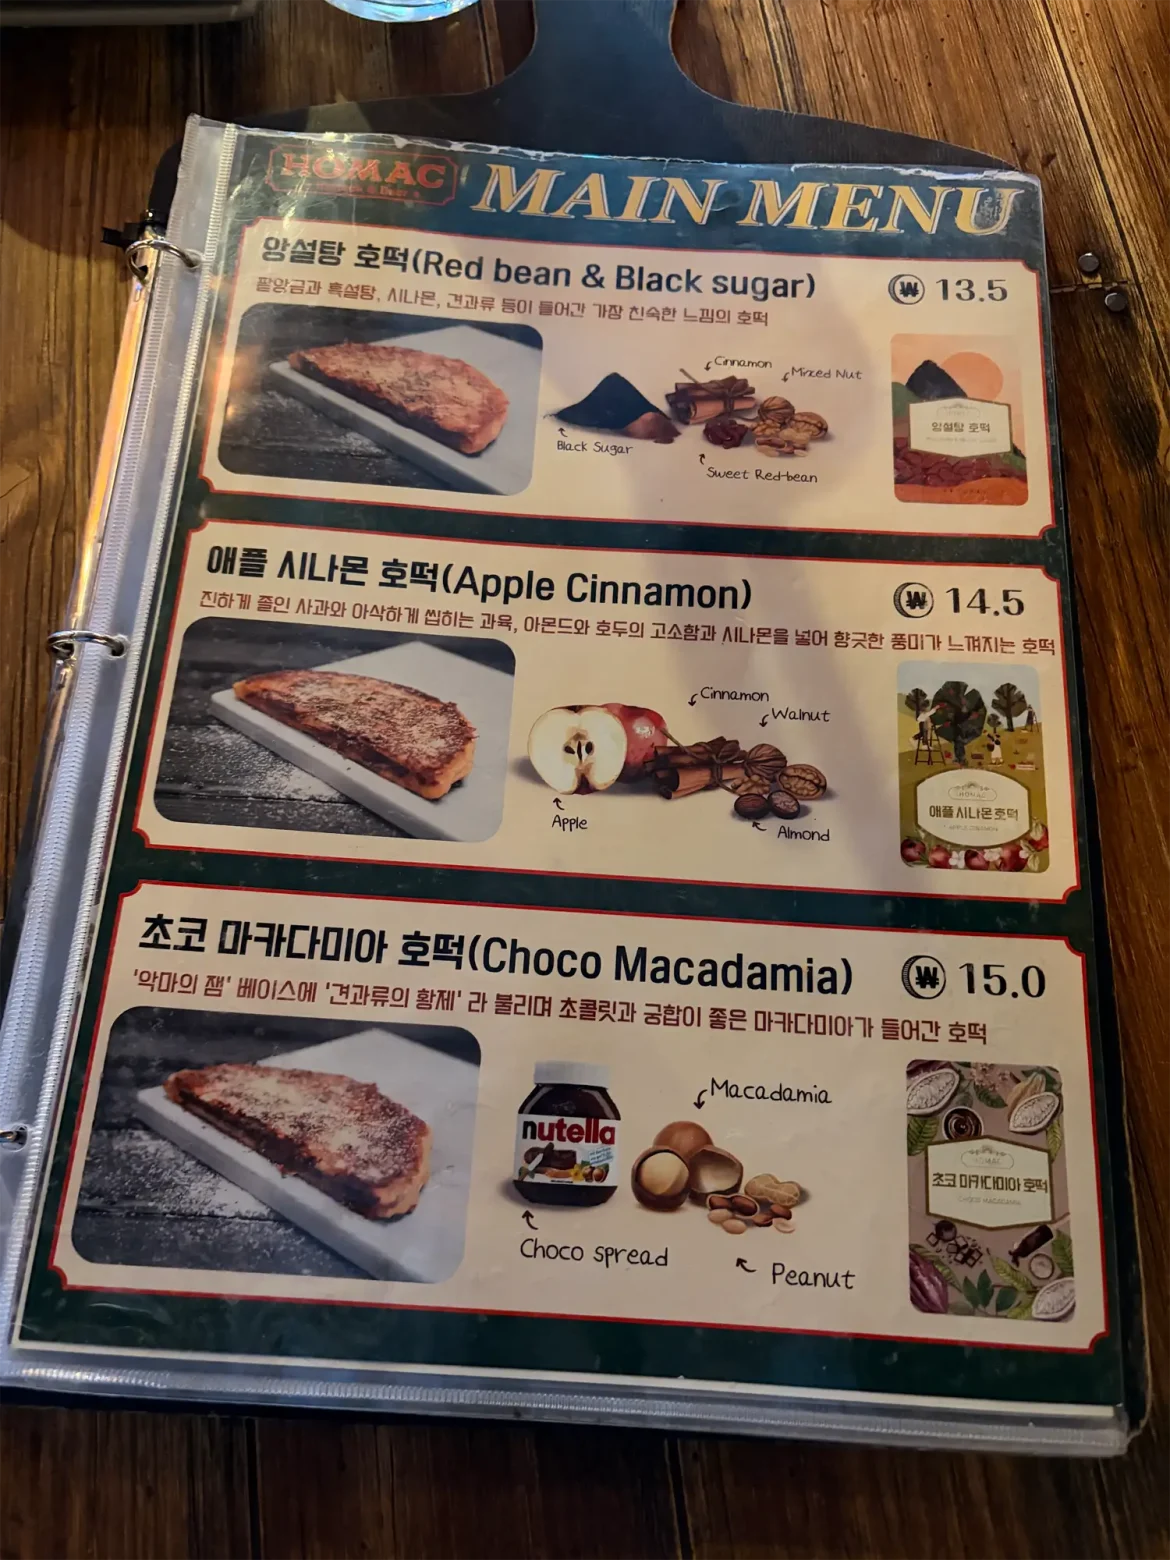 HOMAC
MAIN MENU
앙설탕 호떡(Red bean & Black sugar)
₩ 13.5
팥앙금과 흑설탕, 시나몬, 견과류 등이 들어간 가장 친숙한 느낌의 호떡
Cinnamon
Mixed Nut
Black Sugar
Sweet Red-bean
앙설탕 호떡
애플 시나몬 호떡(Apple Cinnamon)
₩ 14.5
진하게 졸인 사과와 아삭하게 씹히는 과육, 아몬드와 호두의 고소함과 시나몬을 넣어 향긋한 풍미가 느껴지는 호떡
Cinnamon
Walnut
Apple
Almond
HOMAC
애플 시나몬 호떡
APPLE CINNAMON
초코 마카다미아 호떡(Choco Macadamia)
₩ 15.0
'악마의 잼' 베이스에 '견과류의 황제' 라 불리며 초콜릿과 궁합이 좋은 마카다미아가 들어간 호떡
Macadamia
nutella
Choco spread
Peanut
HOMAC
초코 마카다미아 호떡
CHOCO MACADAMIA